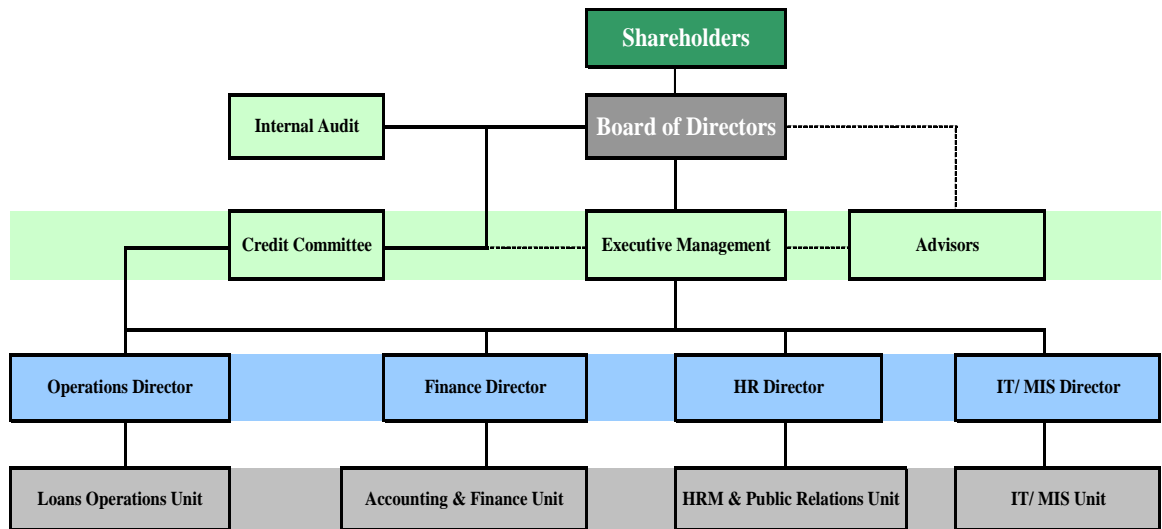 Shareholders
Internal Audit
Board of Directors
Credit Committee
Executive Management
Advisors
Operations Director
Finance Director
HR Director
IT/ MIS Director
Loans Operations Unit
Accounting & Finance Unit
HRM & Public Relations Unit
IT/ MIS Unit